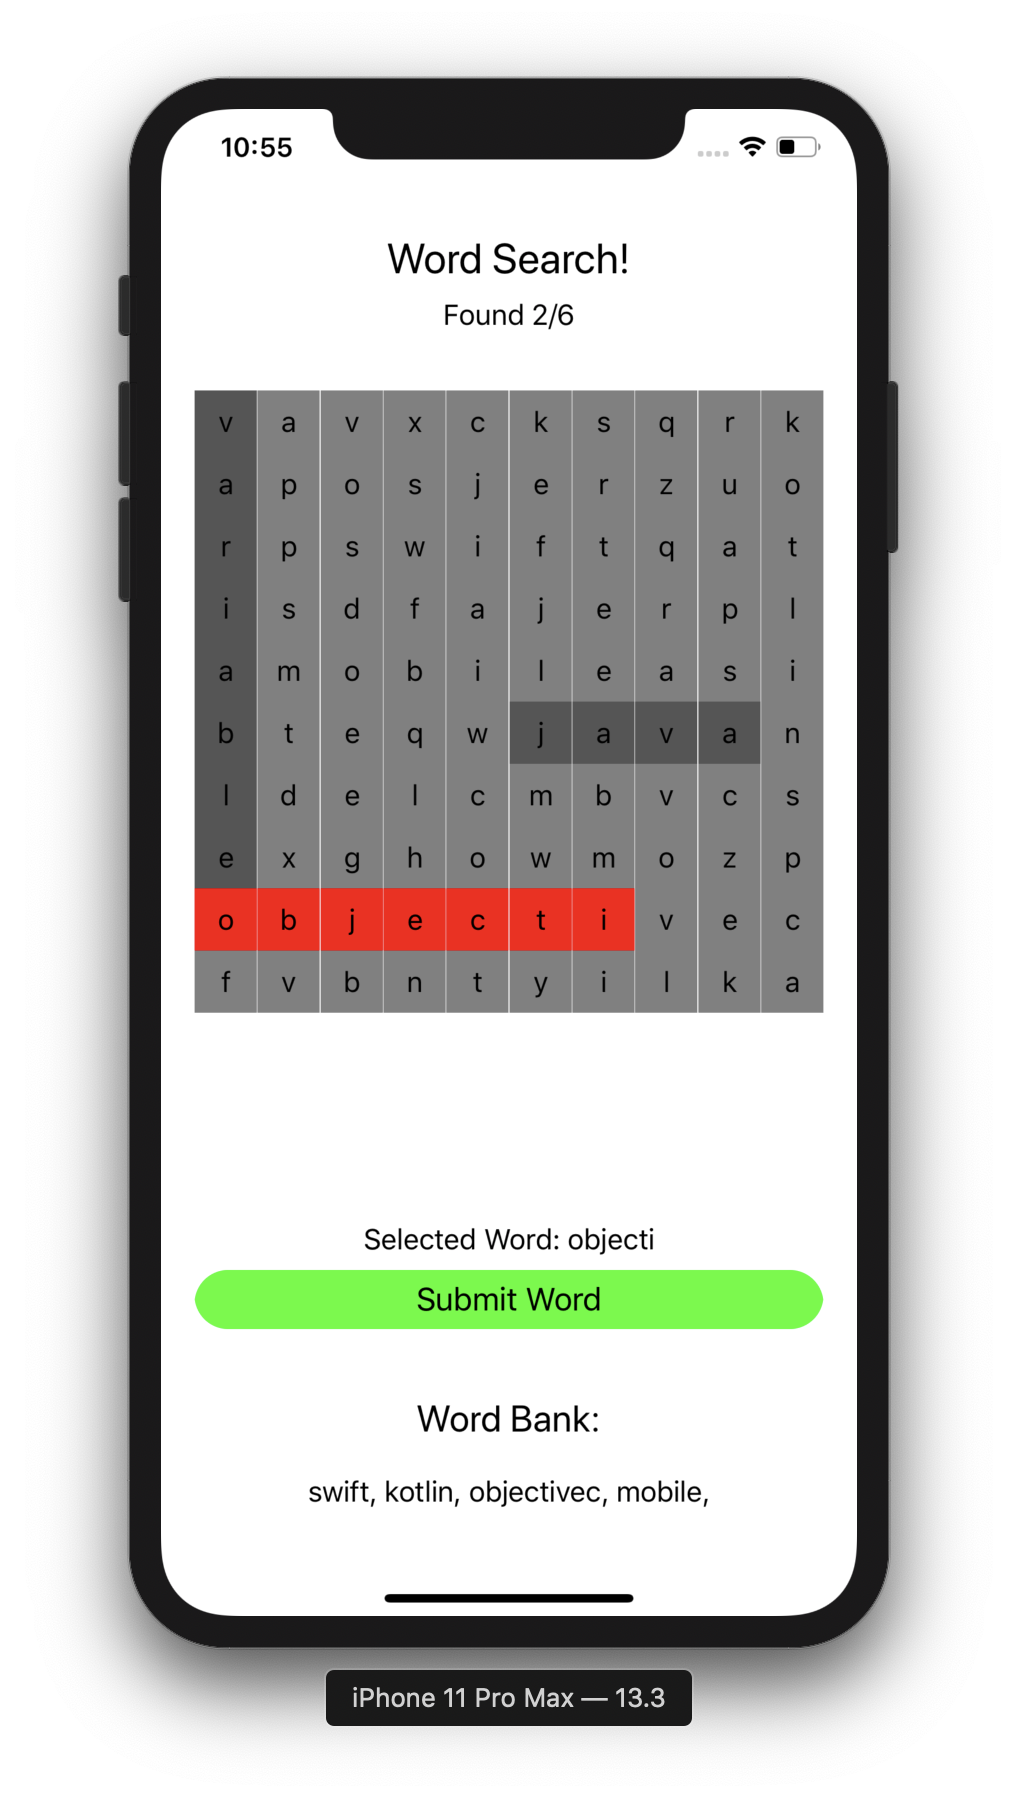 10:55
Word Search!
Found 2/6
v a v x c k s q r k
a p o s j e r z u o
r p s w i f t q a t
i s d f a j e r p l
a m o b i l e a s i
b t e q w j a v a n
l d e l c m b v c s
e x g h o w m o z p
o b j e c t i v e c
f v b n t y i l k a
Selected Word: objecti
Submit Word
Word Bank:
swift, kotlin, objectivec, mobile,
iPhone 11 Pro Max — 13.3